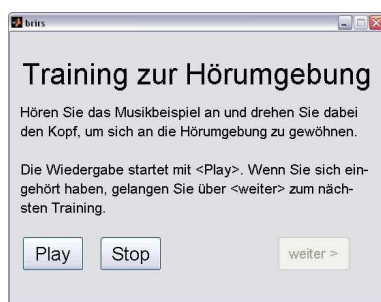 brirs
Training zur Hörumgebung
Hören Sie das Musikbeispiel an und drehen Sie dabei
den Kopf, um sich an die Hörumgebung zu gewöhnen.
Die Wiedergabe startet mit <Play>. Wenn Sie sich ein-
gehört haben, gelangen Sie über <weiter> zum näch-
sten Training.
Play Stop weiter >